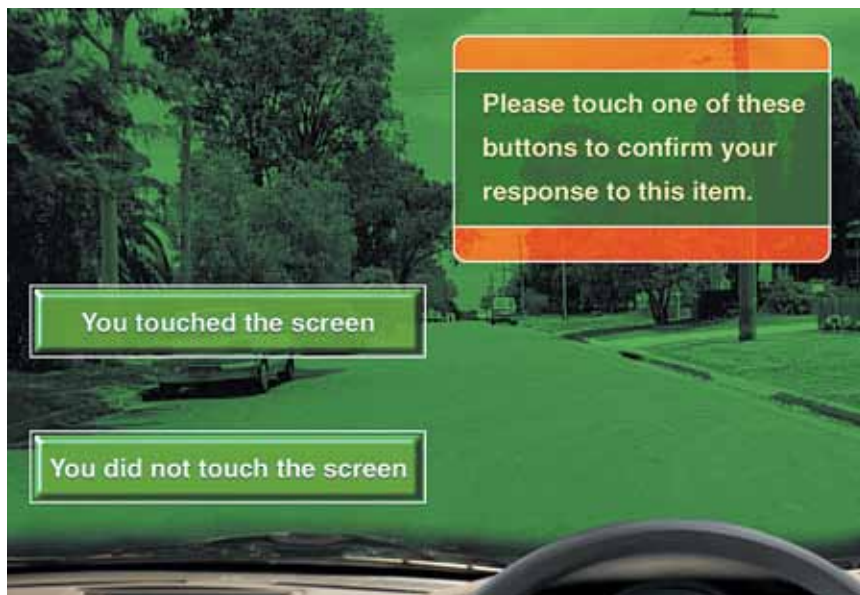 Please touch one of these
buttons to confirm your
response to this item.
You touched the screen
You did not touch the screen